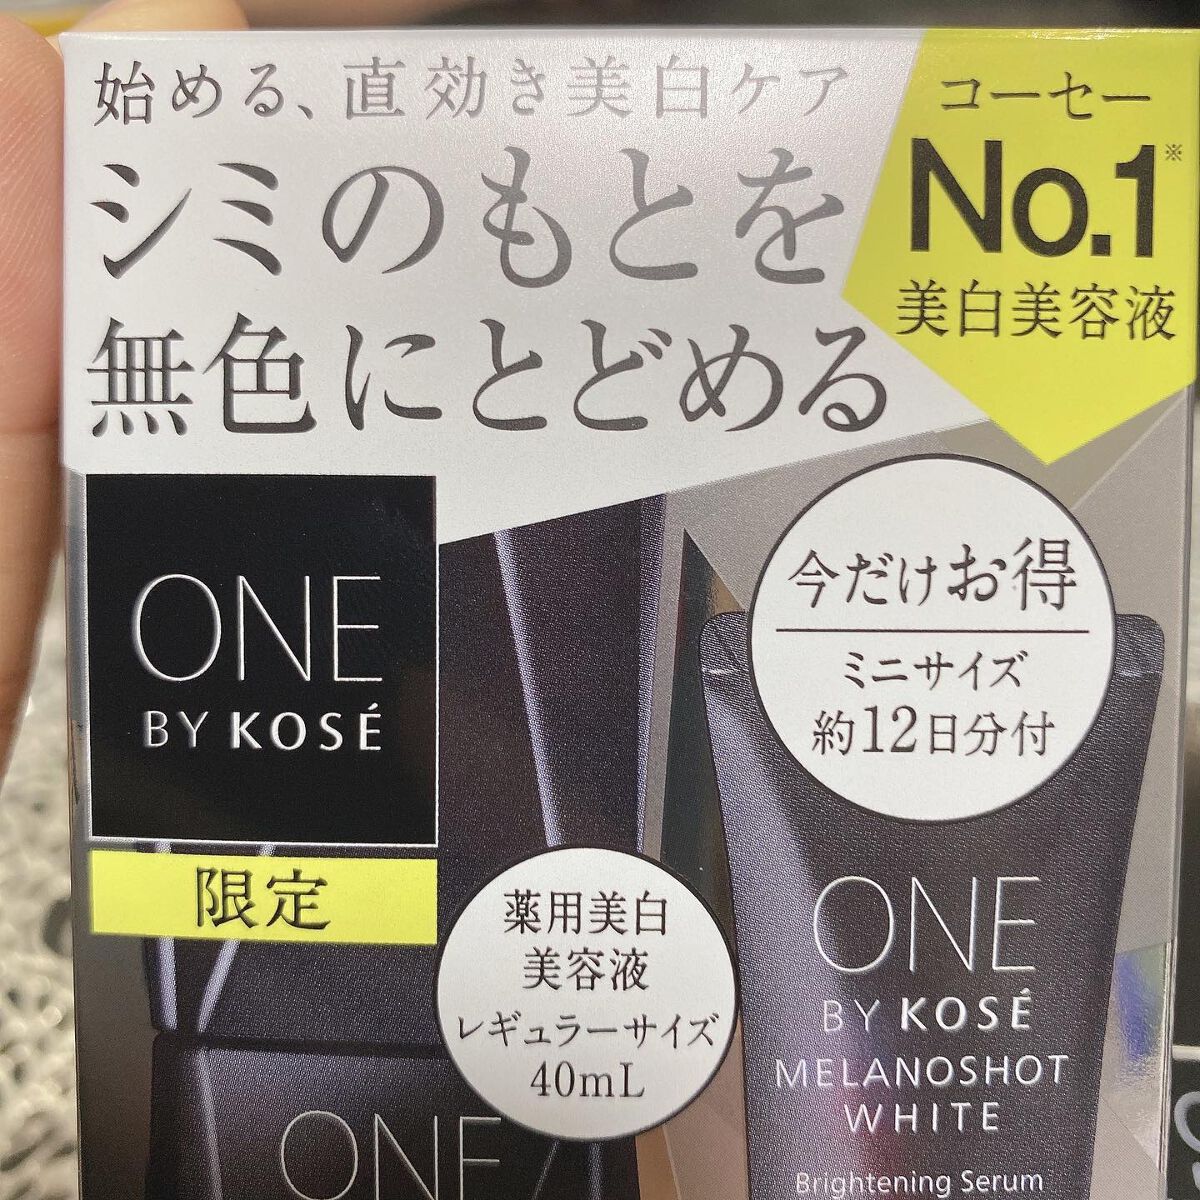 始める、直効き美白ケア
シミのもとを
無色にとどめる
コーセー
No.1※
美白美容液
ONE
BY KOSÉ
限定
今だけお得
ミニサイズ
約12日分付
薬用美白
美容液
レギュラーサイズ
40mL
ONE
ONE
BY KOSÉ
MELANOSHOT
WHITE
Brightening Serum